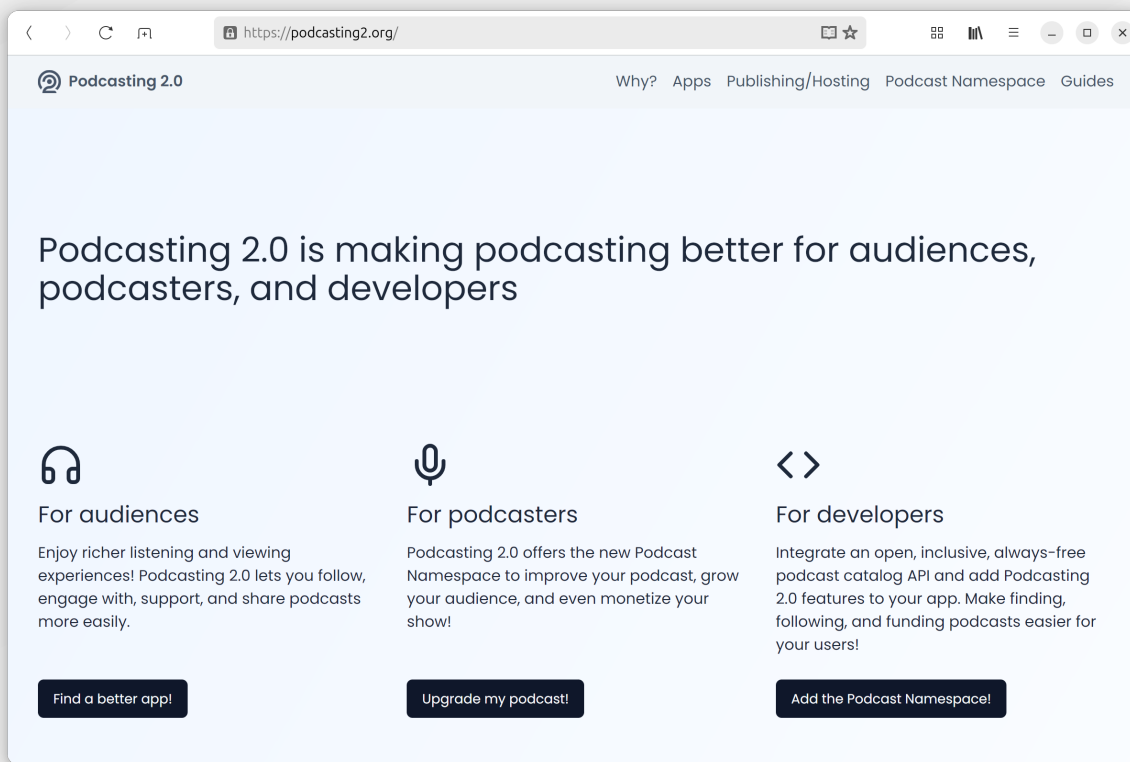 https://podcasting2.org/
Podcasting 2.0
Why? Apps Publishing/Hosting Podcast Namespace Guides
Podcasting 2.0 is making podcasting better for audiences,
podcasters, and developers
For audiences
Enjoy richer listening and viewing
experiences! Podcasting 2.0 lets you follow,
engage with, support, and share podcasts
more easily.
Find a better app!
For podcasters
Podcasting 2.0 offers the new Podcast
Namespace to improve your podcast, grow
your audience, and even monetize your
show!
Upgrade my podcast!
For developers
Integrate an open, inclusive, always-free
podcast catalog API and add Podcasting
2.0 features to your app. Make finding,
following, and funding podcasts easier for
your users!
Add the Podcast Namespace!